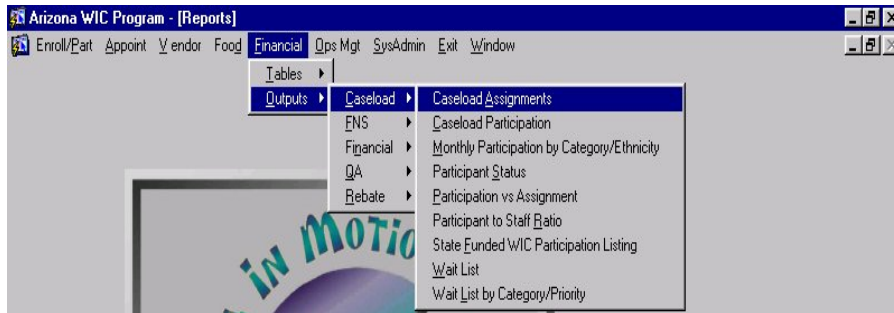 Arizona WIC Program - [Reports]
Enroll/Part Appoint Vendor Food Financial Ops Mgt SysAdmin Exit Window
Tables
Outputs
Caseload
FNS
Financial
QA
Rebate
Caseload Assignments
Caseload Participation
Monthly Participation by Category/Ethnicity
Participant Status
Participation vs Assignment
Participant to Staff Ratio
State Funded WIC Participation Listing
Wait List
Wait List by Category/Priority
in